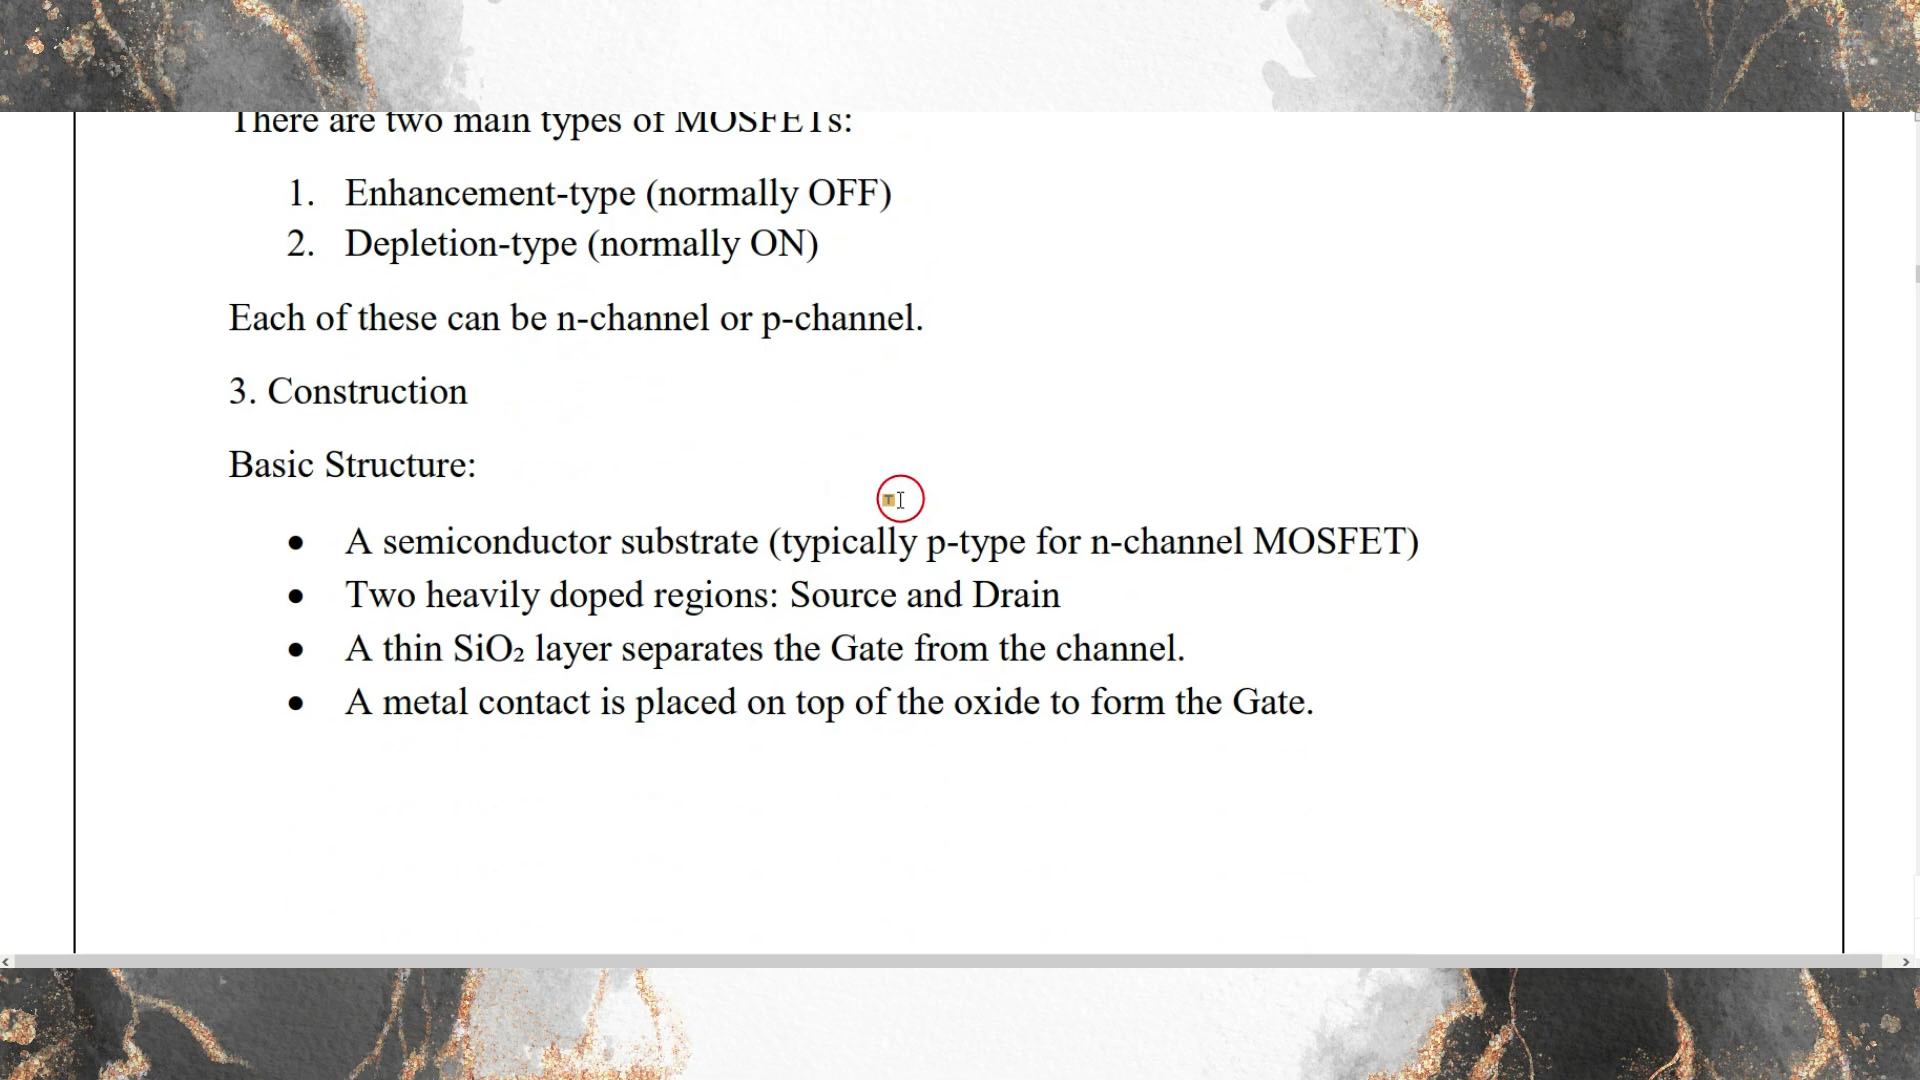 There are two main types of MOSFETs:
1. Enhancement-type (normally OFF)
2. Depletion-type (normally ON)
Each of these can be n-channel or p-channel.
3. Construction
Basic Structure:
T
● A semiconductor substrate (typically p-type for n-channel MOSFET)
● Two heavily doped regions: Source and Drain
● A thin SiO₂ layer separates the Gate from the channel.
● A metal contact is placed on top of the oxide to form the Gate.